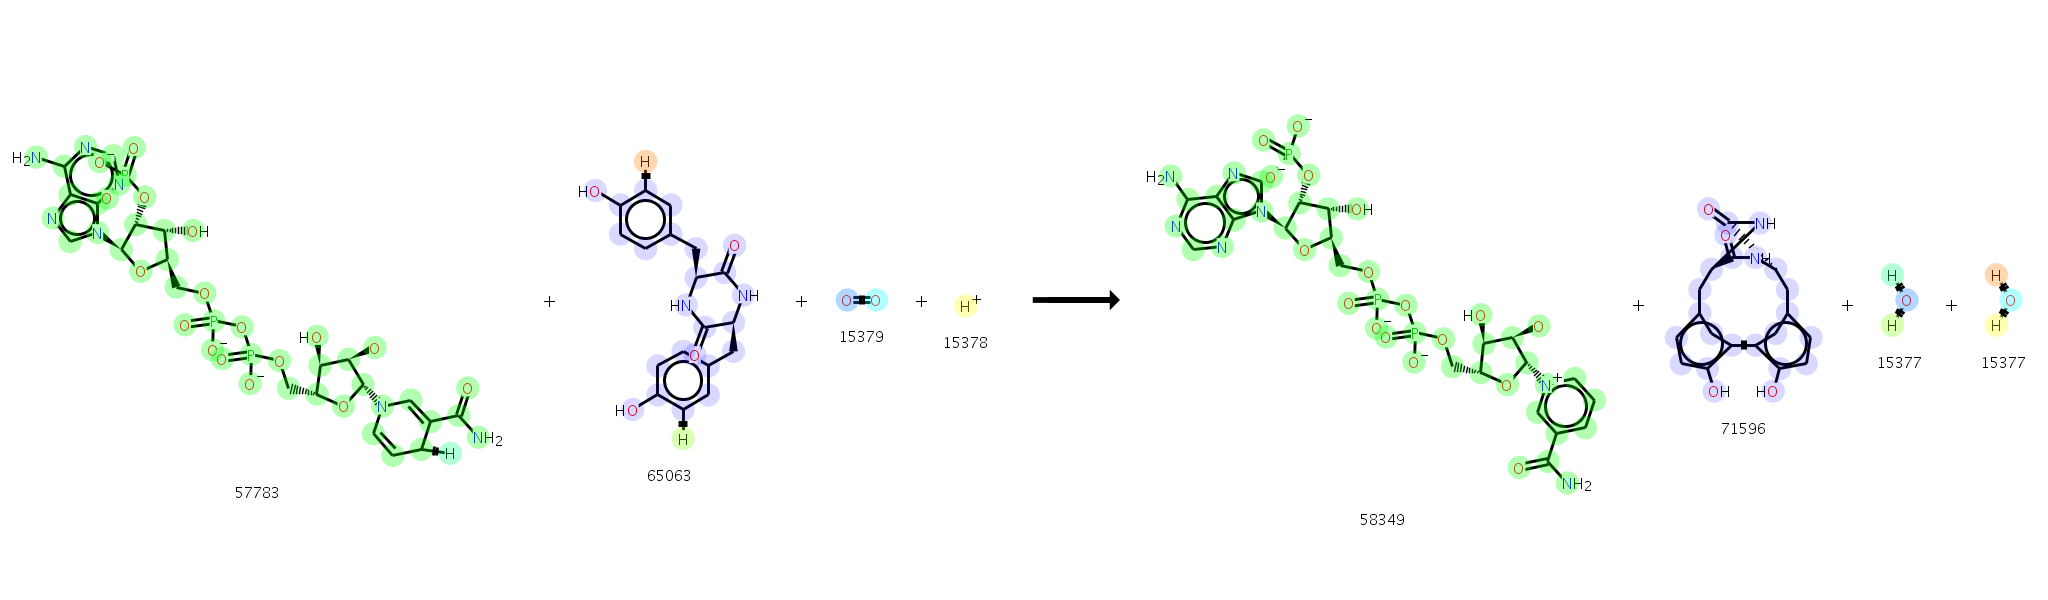 H2N N N N N O O− P O O− O OH O O P O O− O P O O− O HO O O N O NH2 H
57783
+
H HO O NH HN O HO H
65063
+
O O
15379
+
H+
15378
H2N N N N N O− P O O− O OH O O O P O− O O P O− O HO O O N+ O NH2
58349
+
O NH O NH OH HO
71596
+
H O H
15377
+
H O H
15377